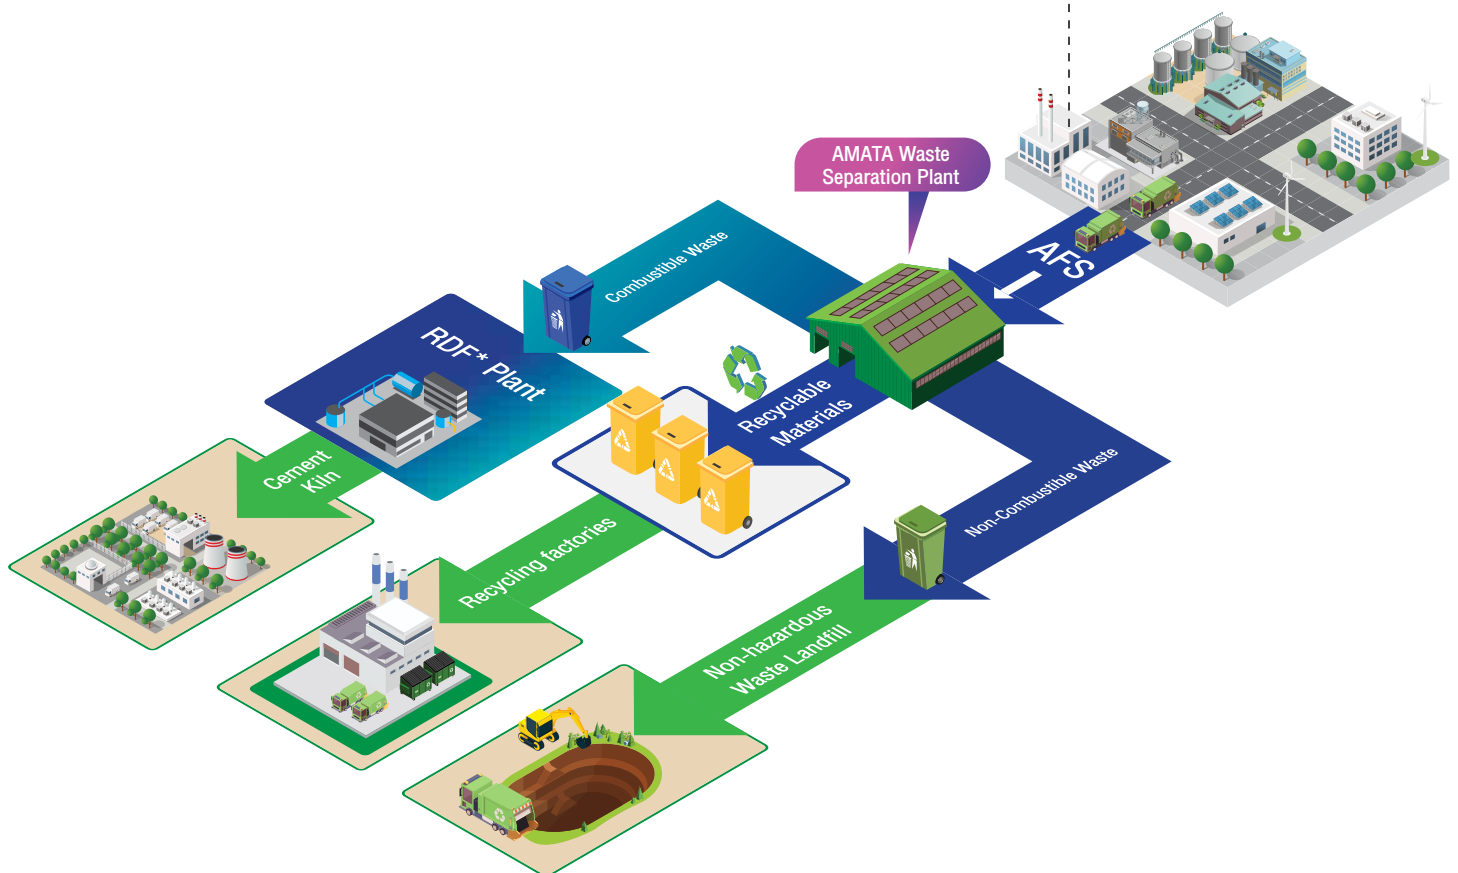 AMATA Waste
Separation Plant
AFS
Combustible Waste
RDF* Plant
Recyclable
Materials
Cement
Kiln
Non-Combustible Waste
Recycling factories
Non-hazardous
Waste Landfill